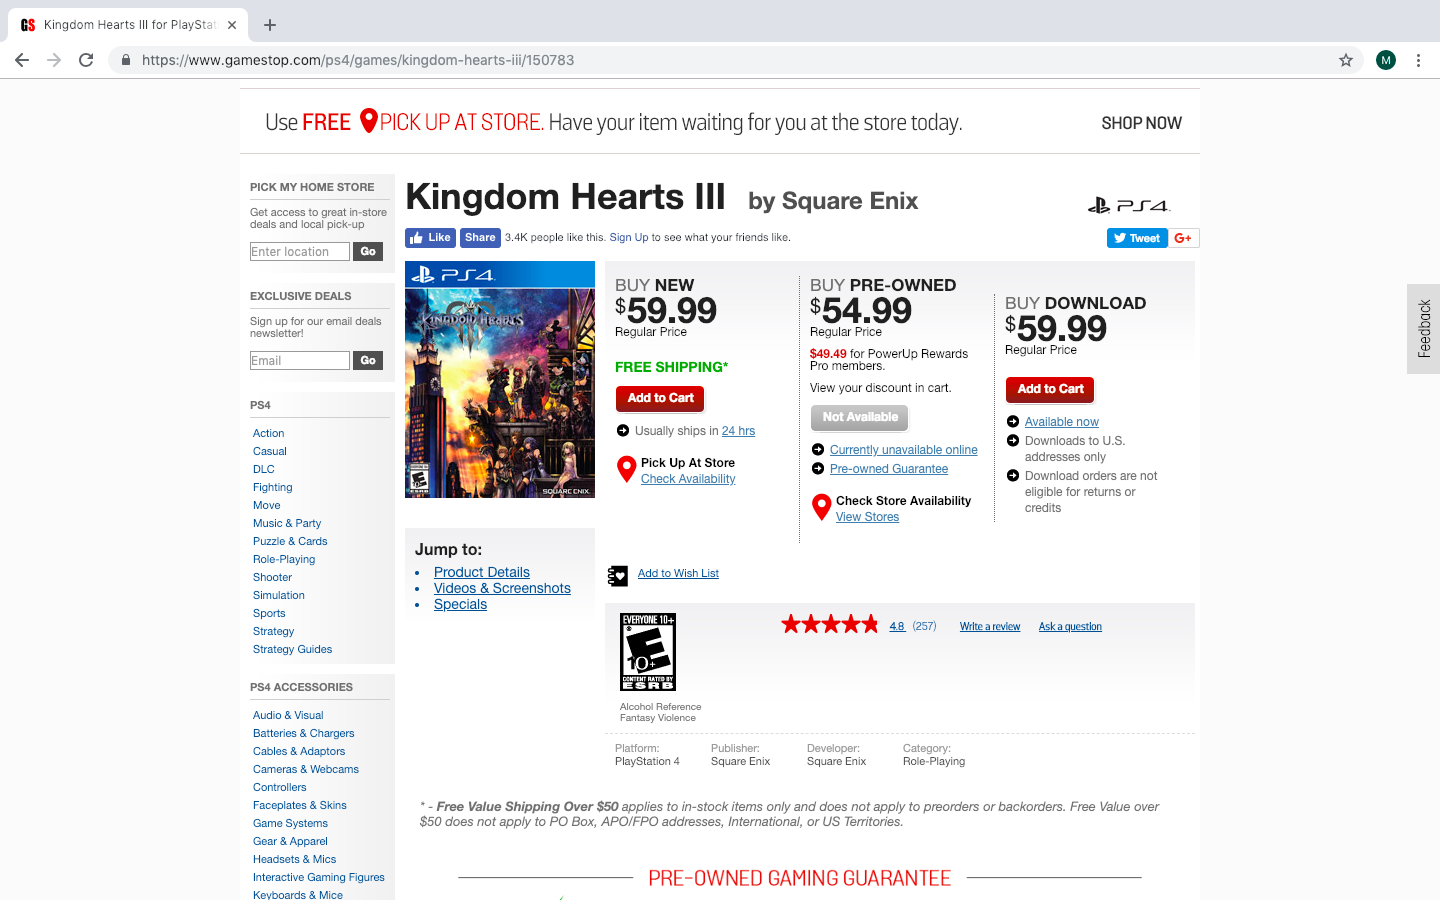 Kingdom Hearts III for PlayStat
https://www.gamestop.com/ps4/games/kingdom-hearts-iii/150783
M
Use FREE PICK UP AT STORE. Have your item waiting for you at the store today.
SHOP NOW
PICK MY HOME STORE
Get access to great in-store
deals and local pick-up
Enter location
Go
EXCLUSIVE DEALS
Sign up for our email deals
newsletter!
Email
Go
PS4
Action
Casual
DLC
Fighting
Move
Music & Party
Puzzle & Cards
Role-Playing
Shooter
Simulation
Sports
Strategy
Strategy Guides
PS4 ACCESSORIES
Audio & Visual
Batteries & Chargers
Cables & Adaptors
Cameras & Webcams
Controllers
Faceplates & Skins
Game Systems
Gear & Apparel
Headsets & Mics
Interactive Gaming Figures
Keyboards & Mice
Kingdom Hearts III by Square Enix
PS4
Like
Share
3.4K people like this. Sign Up to see what your friends like.
Tweet
G+
PS4
KINGDOM HEARTS
III
SQUARE ENIX
BUY NEW
$59.99
Regular Price
FREE SHIPPING*
Add to Cart
Usually ships in 24 hrs
Pick Up At Store
Check Availability
BUY PRE-OWNED
$54.99
Regular Price
$49.49 for PowerUp Rewards
Pro members.
View your discount in cart.
Not Available
Currently unavailable online
Pre-owned Guarantee
Check Store Availability
View Stores
BUY DOWNLOAD
$59.99
Regular Price
Add to Cart
Available now
Downloads to U.S.
addresses only
Download orders are not
eligible for returns or
credits
Feedback
Jump to:
Product Details
Videos & Screenshots
Specials
Add to Wish List
EVERYONE 10+
E
10+
CONTENT RATED BY
ESRB
4.8 (257)
Write a review
Ask a question
Alcohol Reference
Fantasy Violence
Platform:
PlayStation 4
Publisher:
Square Enix
Developer:
Square Enix
Category:
Role-Playing
* - Free Value Shipping Over $50 applies to in-stock items only and does not apply to preorders or backorders. Free Value over
$50 does not apply to PO Box, APO/FPO addresses, International, or US Territories.
PRE-OWNED GAMING GUARANTEE